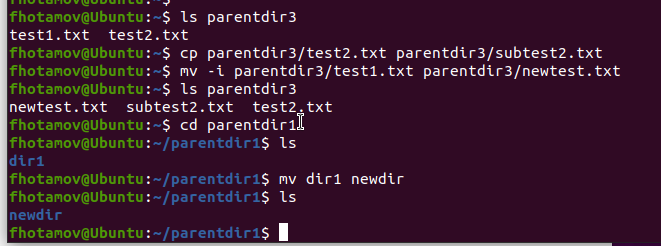 fhotamov@Ubuntu:~$ ls parentdir3
test1.txt  test2.txt
fhotamov@Ubuntu:~$ cp parentdir3/test2.txt parentdir3/subtest2.txt
fhotamov@Ubuntu:~$ mv -i parentdir3/test1.txt parentdir3/newtest.txt
fhotamov@Ubuntu:~$ ls parentdir3
newtest.txt  subtest2.txt  test2.txt
fhotamov@Ubuntu:~$ cd parentdir1
fhotamov@Ubuntu:~/parentdir1$ ls
dir1
fhotamov@Ubuntu:~/parentdir1$ mv dir1 newdir
fhotamov@Ubuntu:~/parentdir1$ ls
newdir
fhotamov@Ubuntu:~/parentdir1$